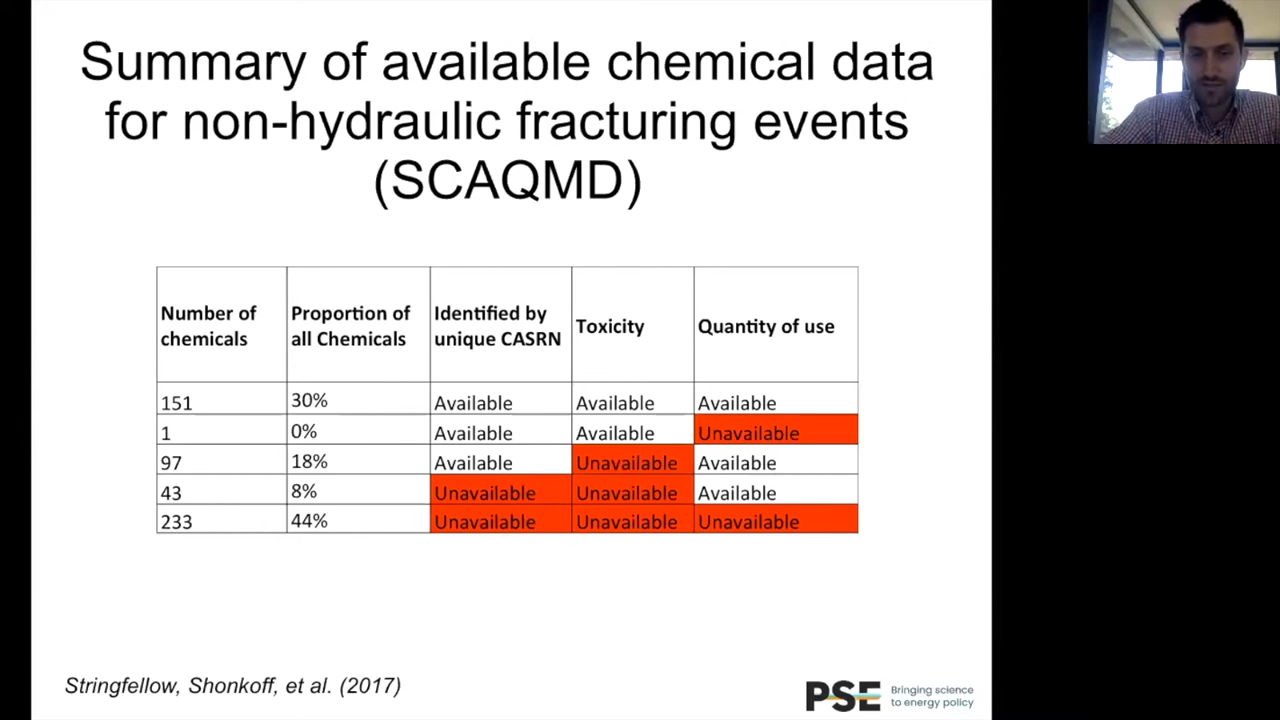 Summary of available chemical data
for non-hydraulic fracturing events
(SCAQMD)
Number of chemicals Proportion of all Chemicals Identified by unique CASRN Toxicity Quantity of use
151 30% Available Available Available
1 0% Available Available Unavailable
97 18% Available Unavailable Available
43 8% Unavailable Unavailable Available
233 44% Unavailable Unavailable Unavailable
Stringfellow, Shonkoff, et al. (2017)
PSE Bringing science
to energy policy